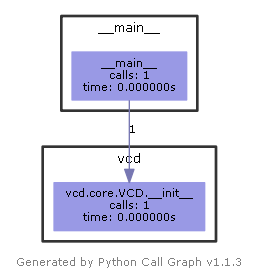 __main__
__main__
calls: 1
time: 0.000000s
1
vcd
vcd.core.VCD.__init__
calls: 1
time: 0.000000s
Generated by Python Call Graph v1.1.3